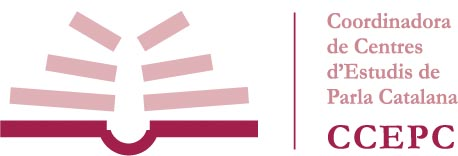 Coordinadora
de Centres
d'Estudis de
Parla Catalana
CCEPC